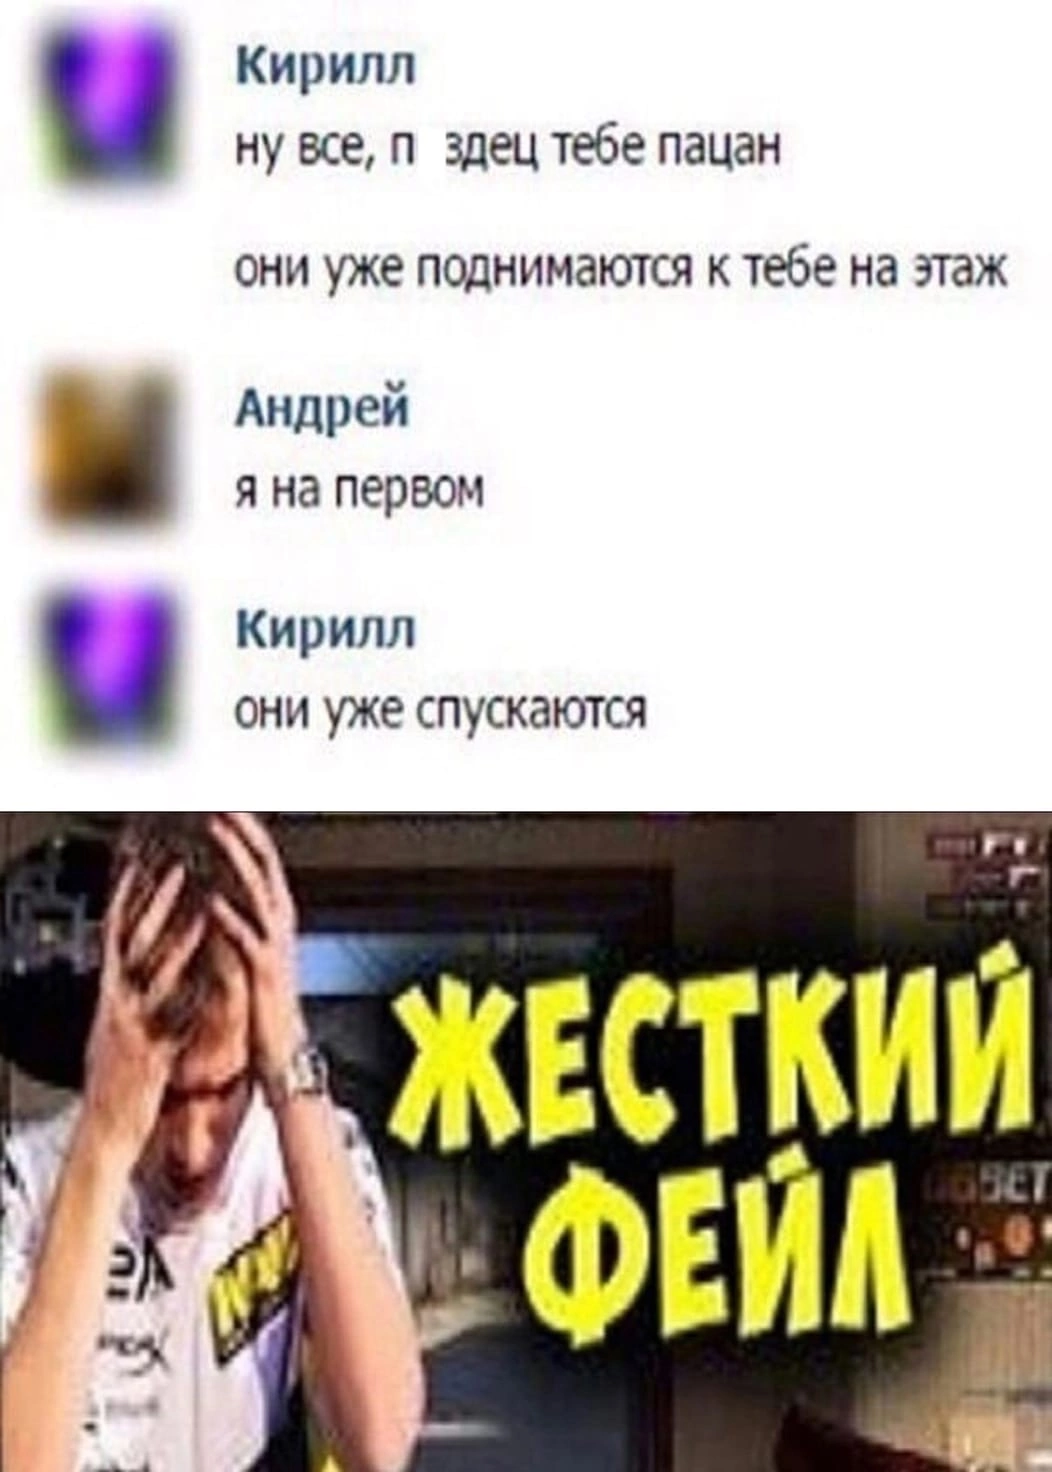 Кирилл
ну все, п здец тебе пацан
они уже поднимаются к тебе на этаж
Андрей
я на первом
Кирилл
они уже спускаются
ЖЕСТКИЙ
ФЕЙЛ